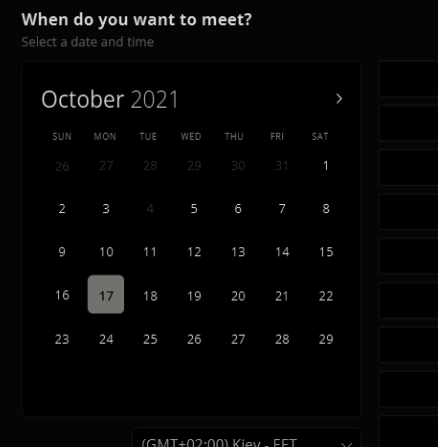 When do you want to meet?
Select a date and time
October 2021
SUN MON TUE WED THU FRI SAT
26 27 28 29 30 31 1
2 3 4 5 6 7 8
9 10 11 12 13 14 15
16 17 18 19 20 21 22
23 24 25 26 27 28 29
(GMT+02:00) Kiev - EET